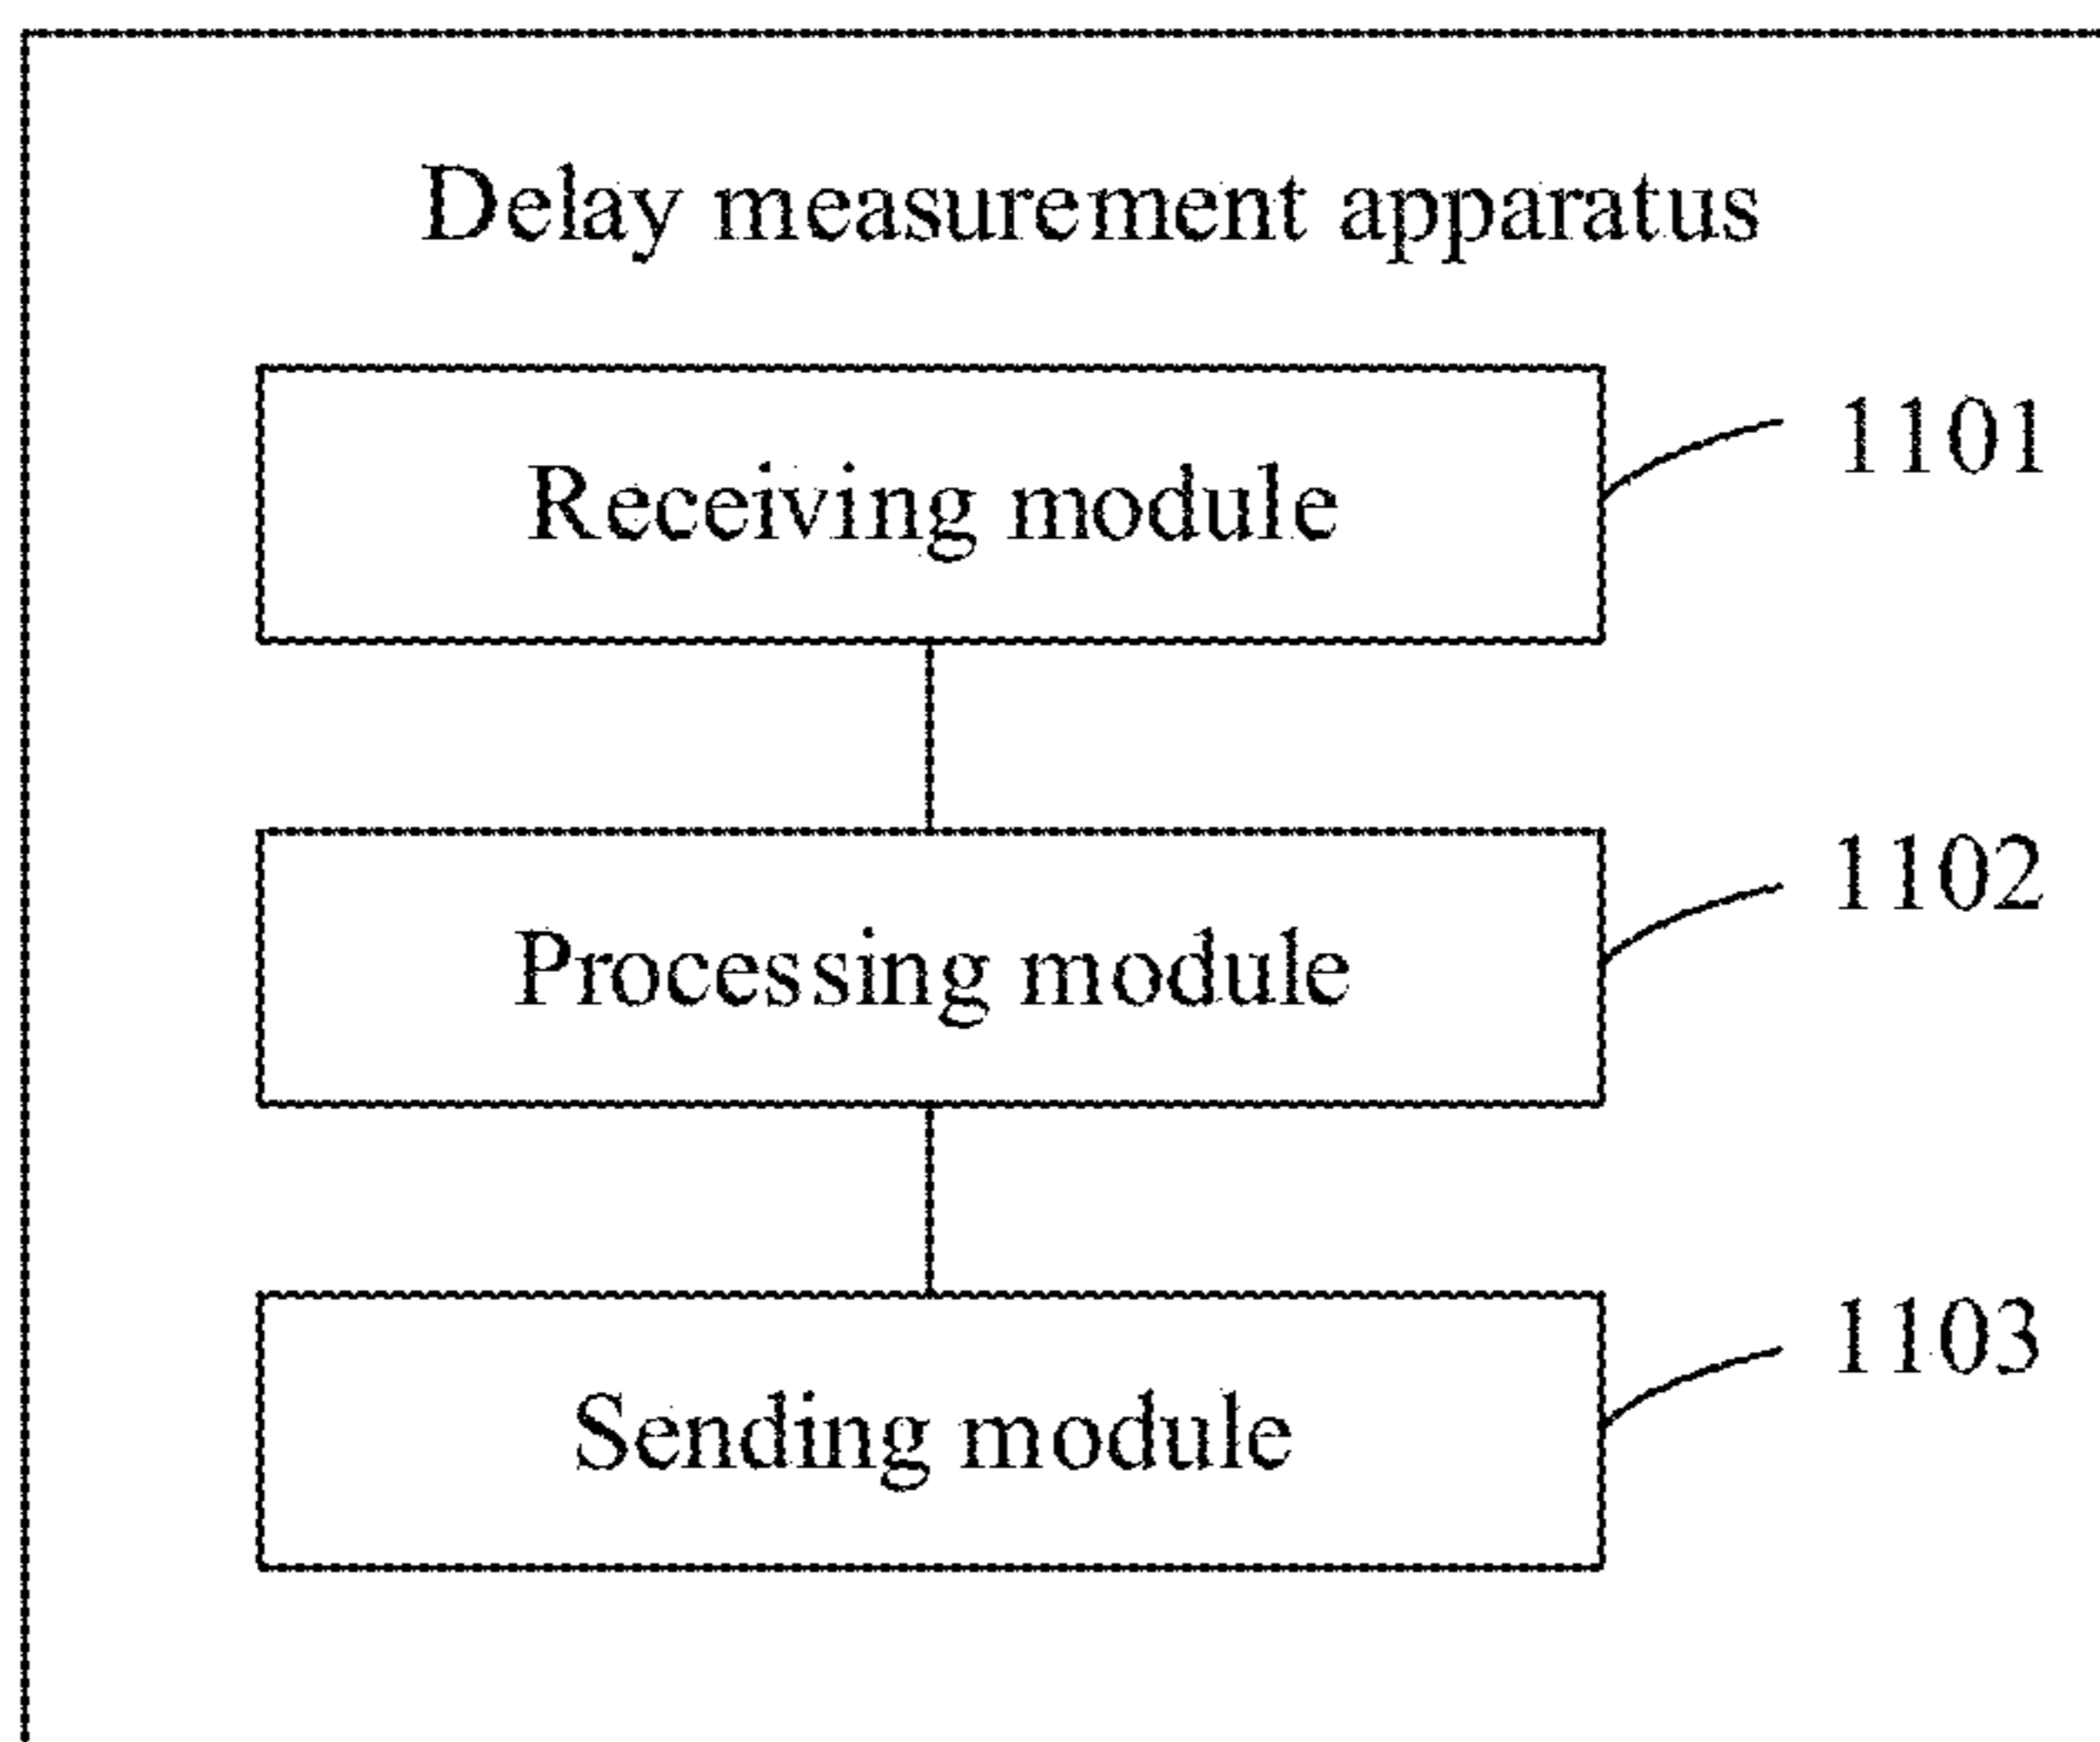 Delay measurement apparatus
Receiving module
1101
Processing module
1102
Sending module
1103